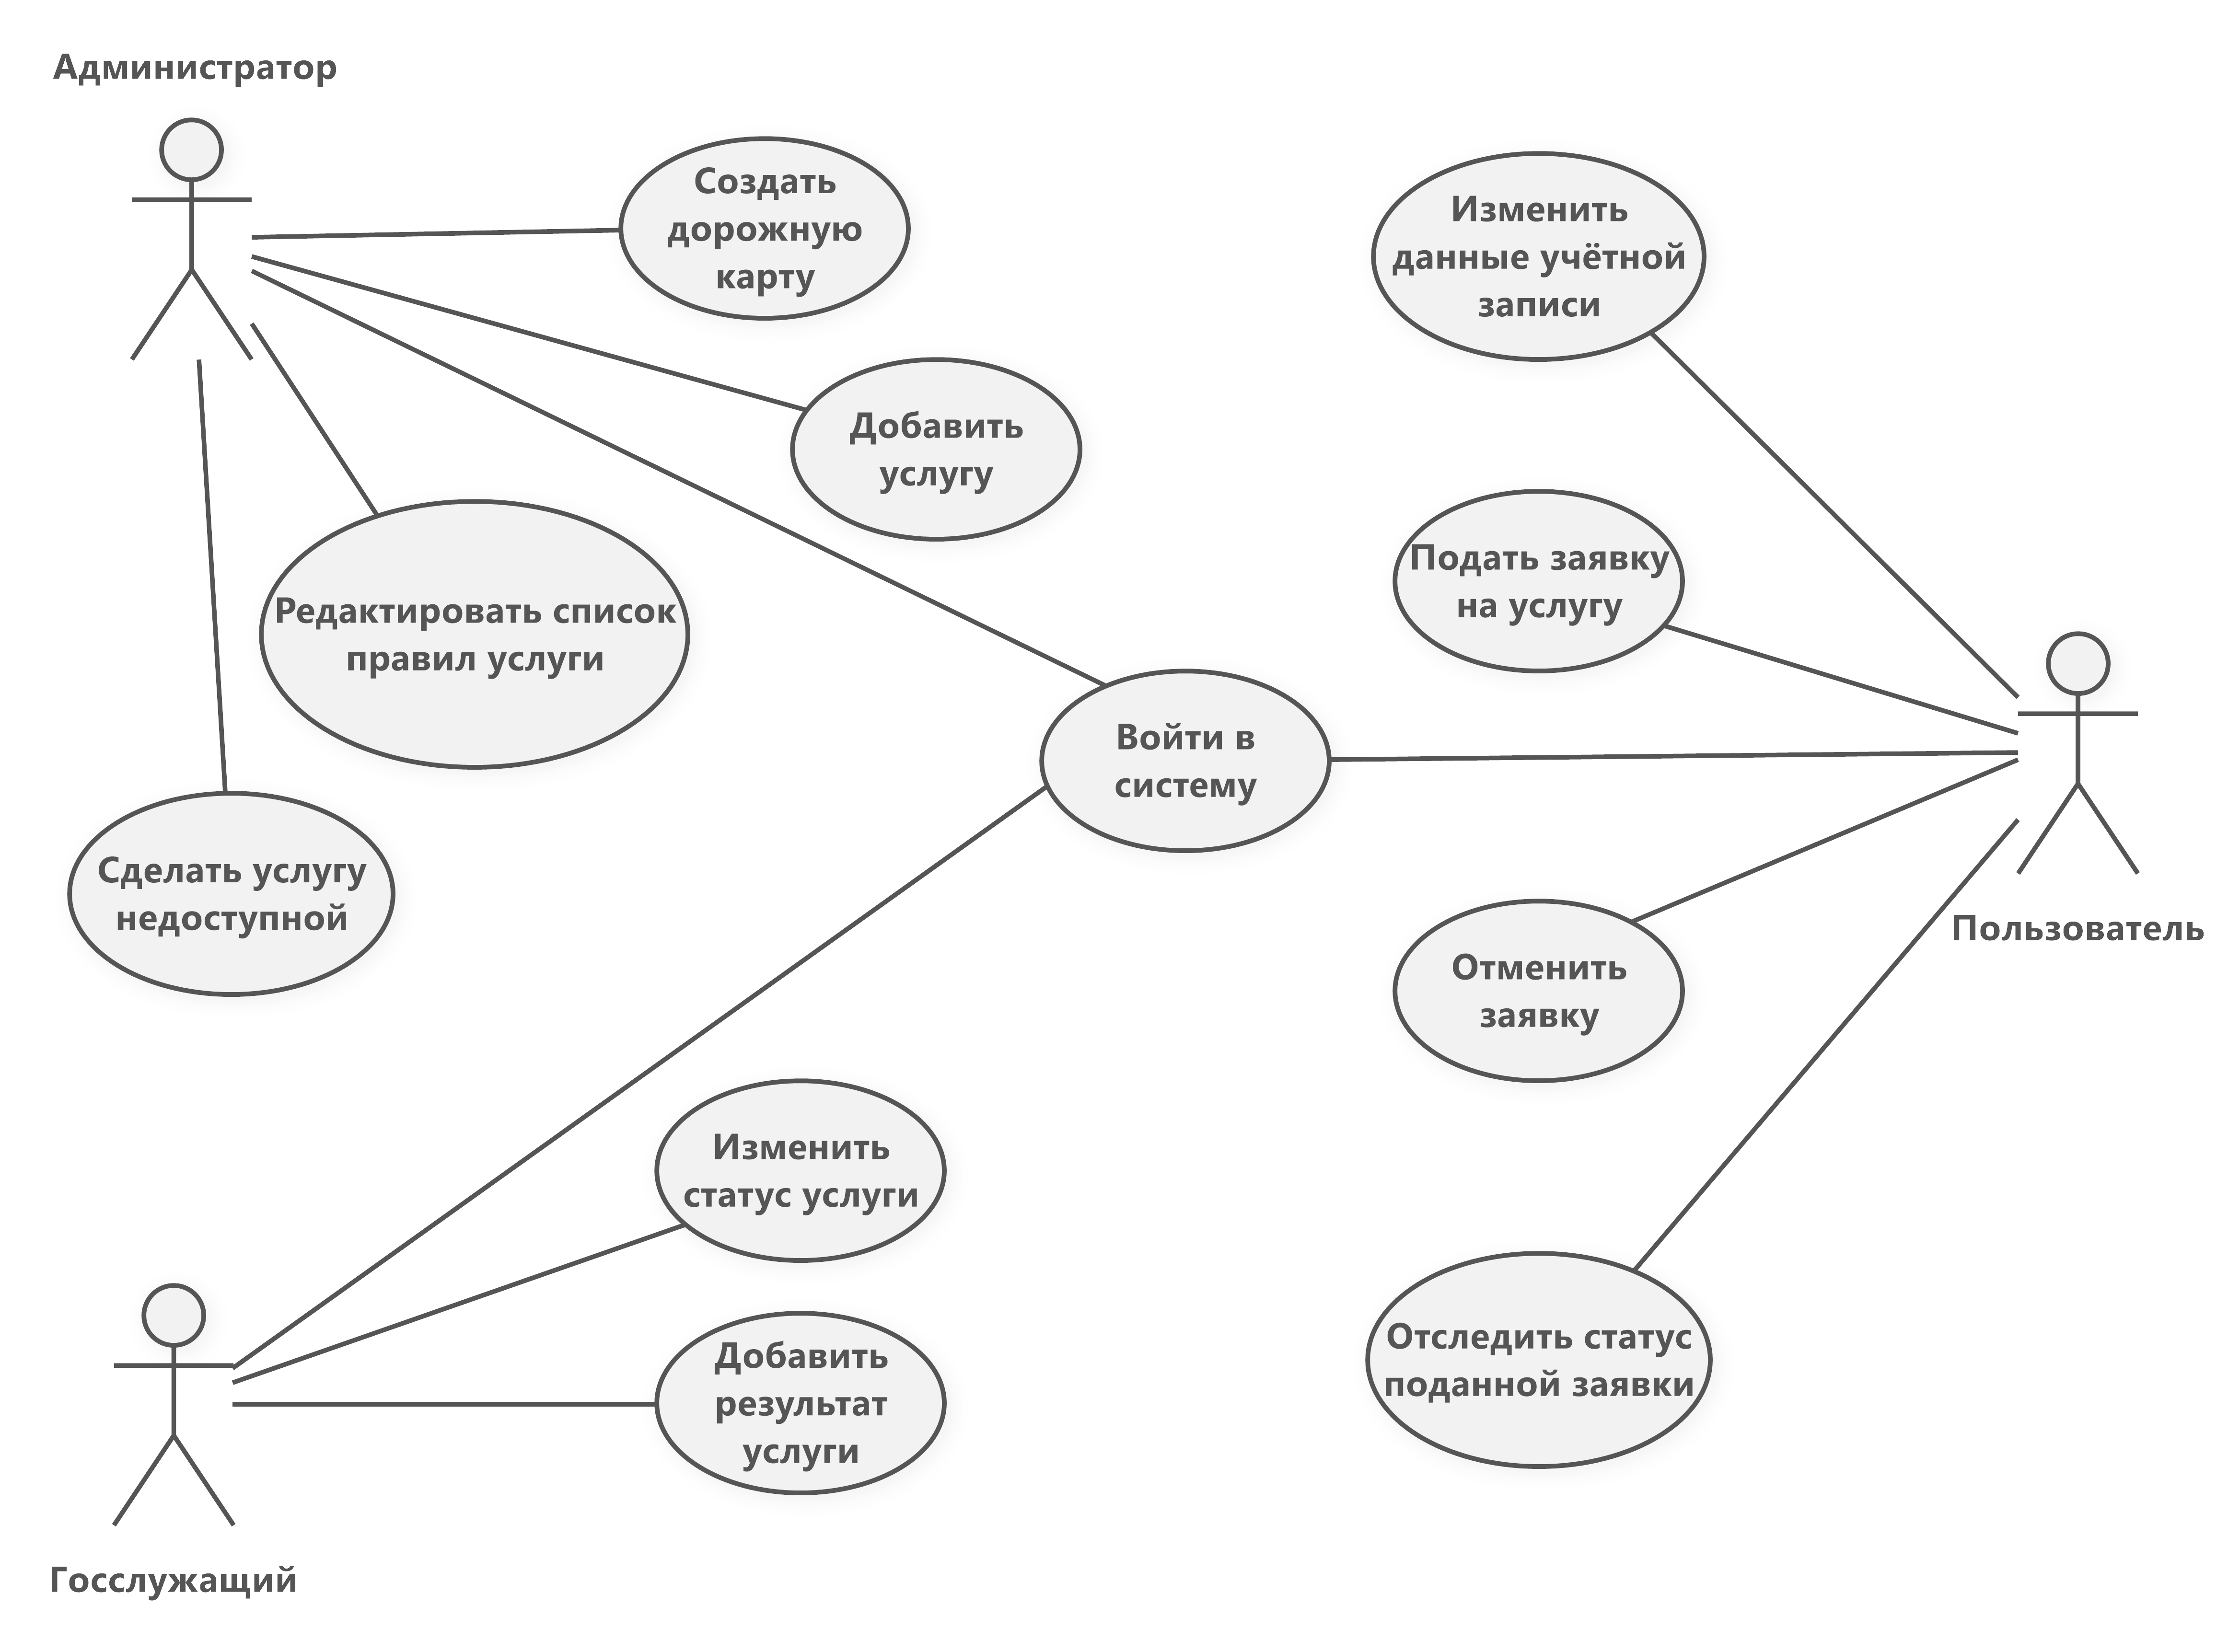 Администратор
Создать
дорожную
карту
Изменить
данные учётной
записи
Добавить
услугу
Подать заявку
на услугу
Редактировать список
правил услуги
Войти в
систему
Сделать услугу
недоступной
Пользователь
Отменить
заявку
Изменить
статус услуги
Добавить
результат
услуги
Отследить статус
поданной заявки
Госслужащий